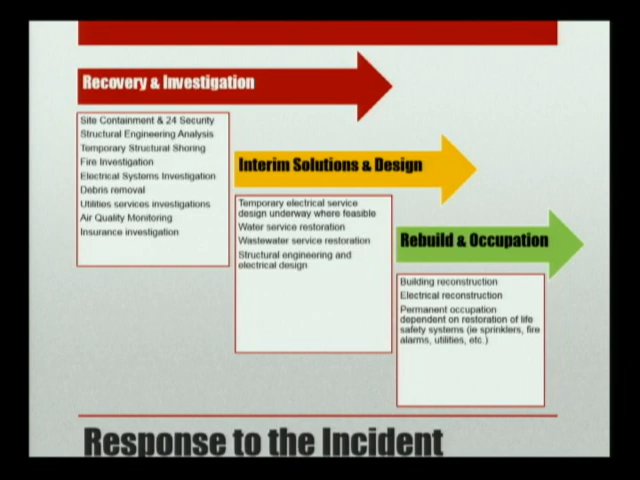 Recovery & Investigation
Site Containment & 24 Security
Structural Engineering Analysis
Temporary Structural Shoring
Fire Investigation
Electrical Systems Investigation
Debris removal
Utilities services investigations
Air Quality Monitoring
Insurance investigation
Interim Solutions & Design
Temporary electrical service
design underway where feasible
Water service restoration
Wastewater service restoration
Structural engineering and
electrical design
Rebuild & Occupation
Building reconstruction
Electrical reconstruction
Permanent occupation
dependent on restoration of life
safety systems (ie sprinklers, fire
alarms, utilities, etc.)
Response to the Incident